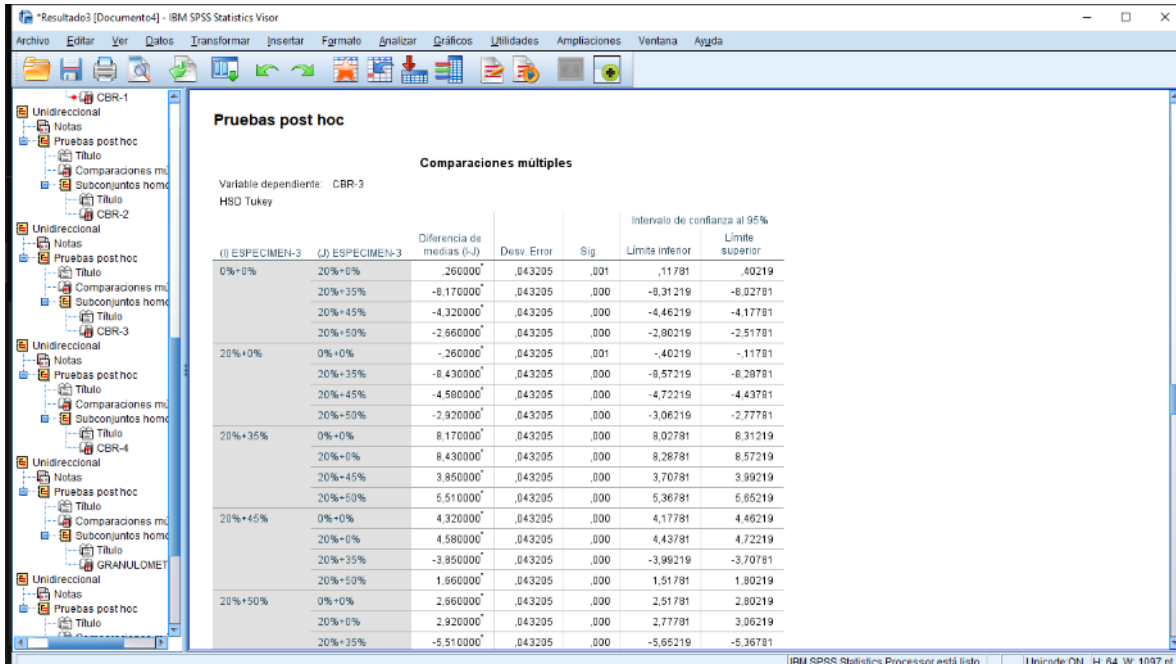 *Resultado3 [Documento4] - IBM SPSS Statistics Visor
Archivo Editar Ver Datos Transformar Insertar Formato Analizar Gráficos Utilidades Ampliaciones Ventana Ayuda
CBR-1
Unidireccional
Notas
Pruebas post hoc
Título
Comparaciones mú
Subconjuntos homo
Título
CBR-2
Unidireccional
Notas
Pruebas post hoc
Título
Comparaciones mú
Subconjuntos homo
Título
CBR-3
Unidireccional
Notas
Pruebas post hoc
Título
Comparaciones mú
Subconjuntos homo
Título
CBR-4
Unidireccional
Notas
Pruebas post hoc
Título
Comparaciones mú
Subconjuntos homo
Título
GRANULOMET
Unidireccional
Notas
Pruebas post hoc
Título
Pruebas post hoc
Comparaciones múltiples
Variable dependiente: CBR-3
HSD Tukey
Intervalo de confianza al 95%
(I) ESPECIMEN-3 (J) ESPECIMEN-3 Diferencia de medias (I-J) Desv. Error Sig. Límite inferior Límite superior
0%+0% 20%+0% ,260000* ,043205 ,001 ,11781 ,40219
20%+35% -8,170000* ,043205 ,000 -8,31219 -8,02781
20%+45% -4,320000* ,043205 ,000 -4,46219 -4,17781
20%+50% -2,660000* ,043205 ,000 -2,80219 -2,51781
20%+0% 0%+0% -,260000* ,043205 ,001 -,40219 -,11781
20%+35% -8,430000* ,043205 ,000 -8,57219 -8,28781
20%+45% -4,580000* ,043205 ,000 -4,72219 -4,43781
20%+50% -2,920000* ,043205 ,000 -3,06219 -2,77781
20%+35% 0%+0% 8,170000* ,043205 ,000 8,02781 8,31219
20%+0% 8,430000* ,043205 ,000 8,28781 8,57219
20%+45% 3,850000* ,043205 ,000 3,70781 3,99219
20%+50% 5,510000* ,043205 ,000 5,36781 5,65219
20%+45% 0%+0% 4,320000* ,043205 ,000 4,17781 4,46219
20%+0% 4,580000* ,043205 ,000 4,43781 4,72219
20%+35% -3,850000* ,043205 ,000 -3,99219 -3,70781
20%+50% 1,660000* ,043205 ,000 1,51781 1,80219
20%+50% 0%+0% 2,660000* ,043205 ,000 2,51781 2,80219
20%+0% 2,920000* ,043205 ,000 2,77781 3,06219
20%+35% -5,510000* ,043205 ,000 -5,65219 -5,36781
IBM SPSS Statistics Processor está listo Unicode:ON H: 64, W: 1097 pt